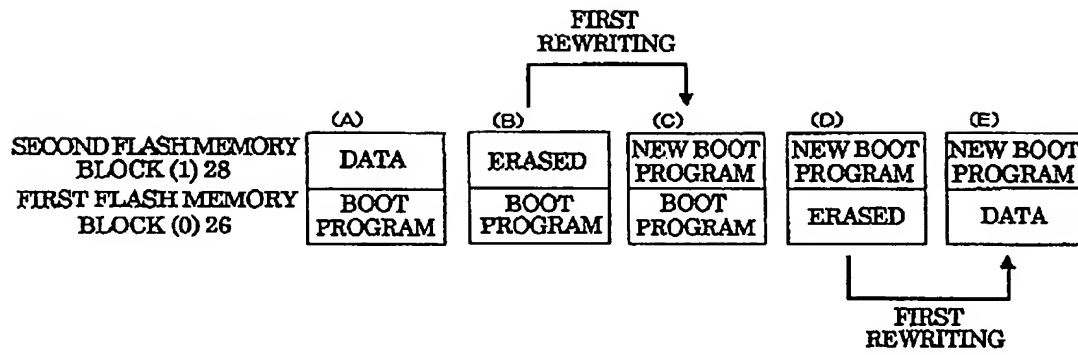 FIRST
REWRITING
(A) (B) (C) (D) (E)
SECOND FLASH MEMORY
BLOCK (1) 28
DATA
ERASED
NEW BOOT
PROGRAM
NEW BOOT
PROGRAM
NEW BOOT
PROGRAM
FIRST FLASH MEMORY
BLOCK (0) 26
BOOT
PROGRAM
BOOT
PROGRAM
BOOT
PROGRAM
ERASED
DATA
FIRST
REWRITING